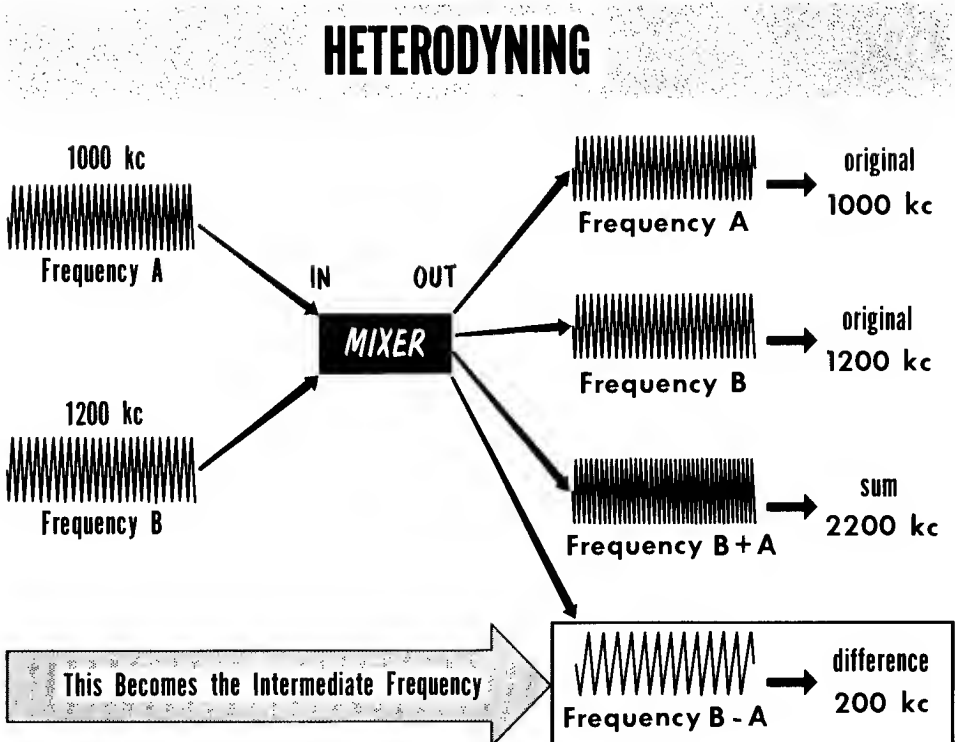 HETERODYNING
1000 kc
Frequency A
1200 kc
Frequency B
IN
OUT
MIXER
Frequency A
original
1000 kc
Frequency B
original
1200 kc
Frequency B + A
sum
2200 kc
This Becomes the Intermediate Frequency
Frequency B - A
difference
200 kc